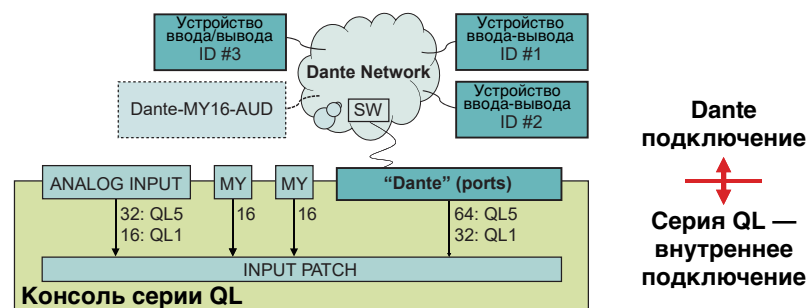 Устройство
ввода/вывода
ID #3
Устройство
ввода-вывода
ID #1
Dante Network
Dante-MY16-AUD
SW
Устройство
ввода-вывода
ID #2
Dante
подключение
ANALOG INPUT
MY
MY
“Dante” (ports)
32: QL5
16: QL1
16
16
64: QL5
32: QL1
INPUT PATCH
Консоль серии QL
Серия QL —
внутреннее
подключение